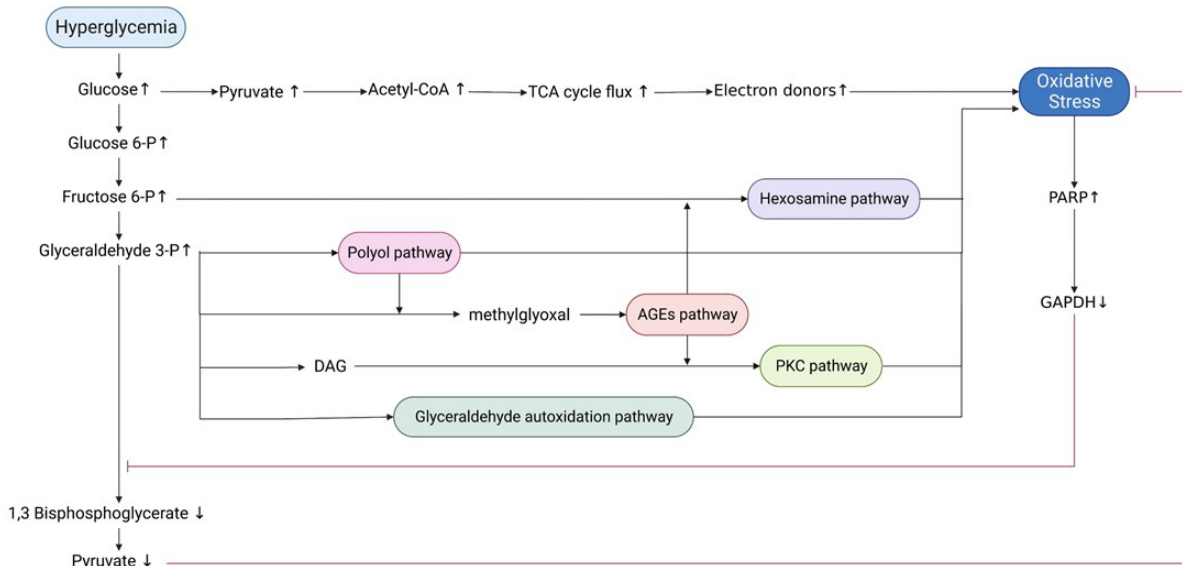 Hyperglycemia
Glucose↑
Pyruvate ↑
Acetyl-CoA ↑
TCA cycle flux ↑
Electron donors↑
Oxidative
Stress
Glucose 6-P↑
Fructose 6-P↑
Hexosamine pathway
PARP↑
Glyceraldehyde 3-P↑
Polyol pathway
methylglyoxal
AGEs pathway
GAPDH↓
DAG
PKC pathway
Glyceraldehyde autoxidation pathway
1,3 Bisphosphoglycerate ↓
Pyruvate ↓